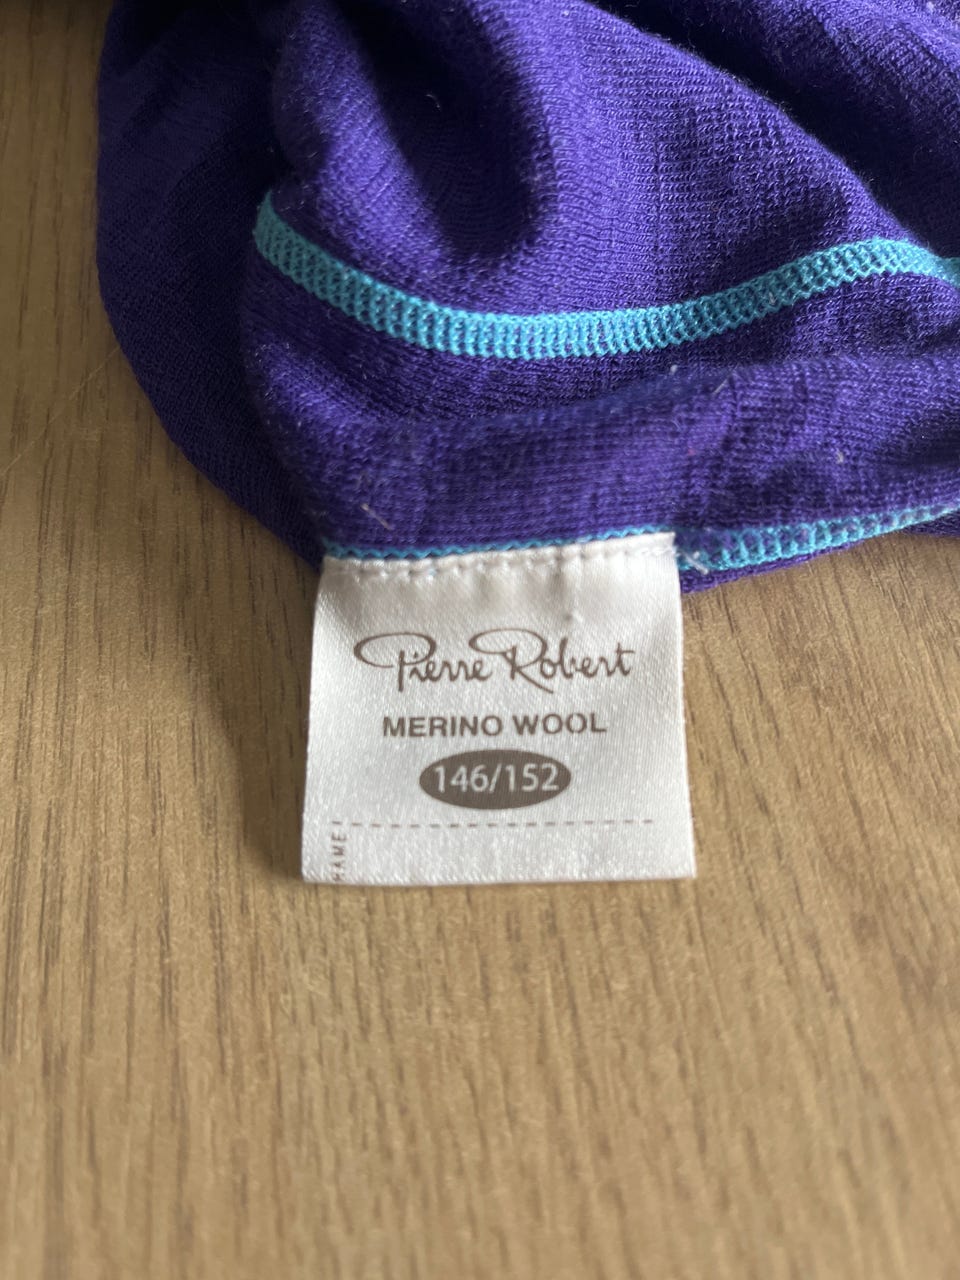 Pierre Robert
MERINO WOOL
146/152
NAME